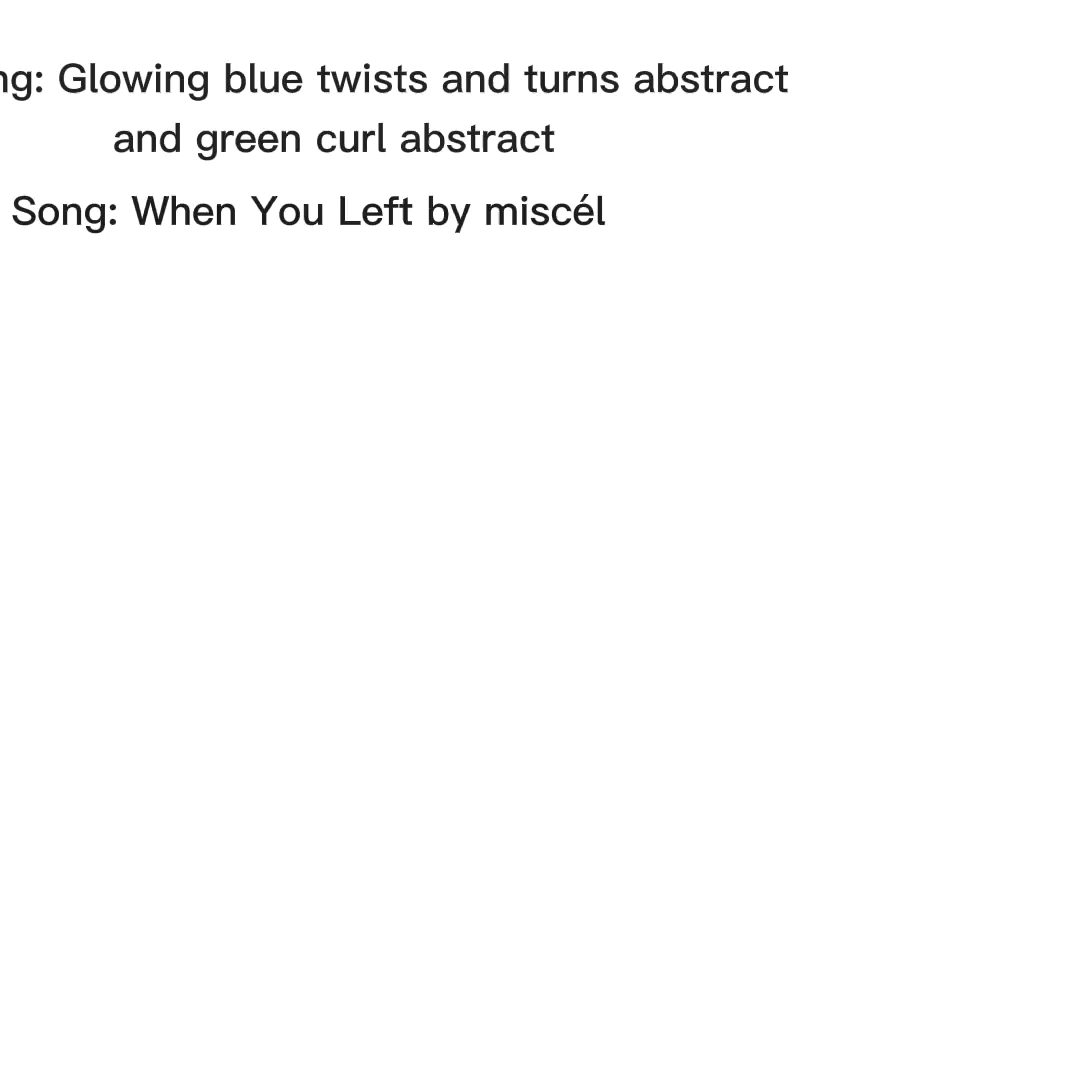 ng: Glowing blue twists and turns abstract
and green curl abstract
Song: When You Left by miscél